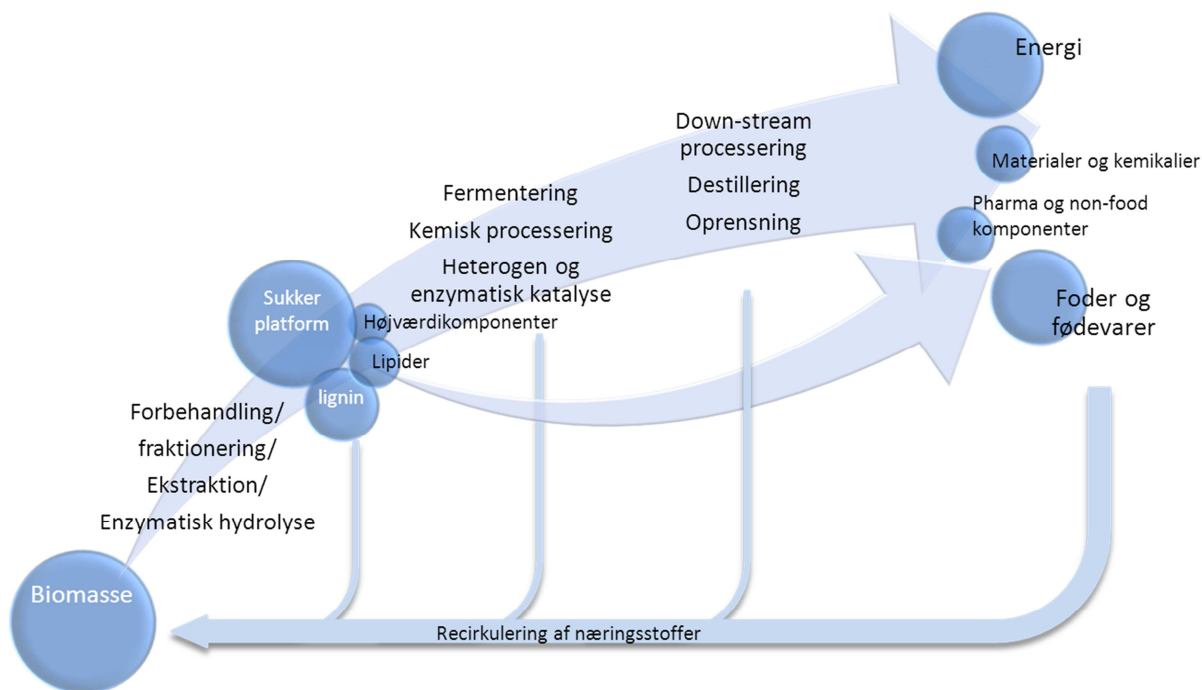 Energi
Materialer og kemikalier
Pharma og non-food
komponenter
Foder og
fødevarer
Down-stream
processering
Destillering
Oprensning
Fermentering
Kemisk processering
Heterogen og
enzymatisk katalyse
Sukker
platform
Højværdikomponenter
Lipider
lignin
Forbehandling/
fraktionering/
Ekstraktion/
Enzymatisk hydrolyse
Biomasse
Recirkulering af næringsstoffer